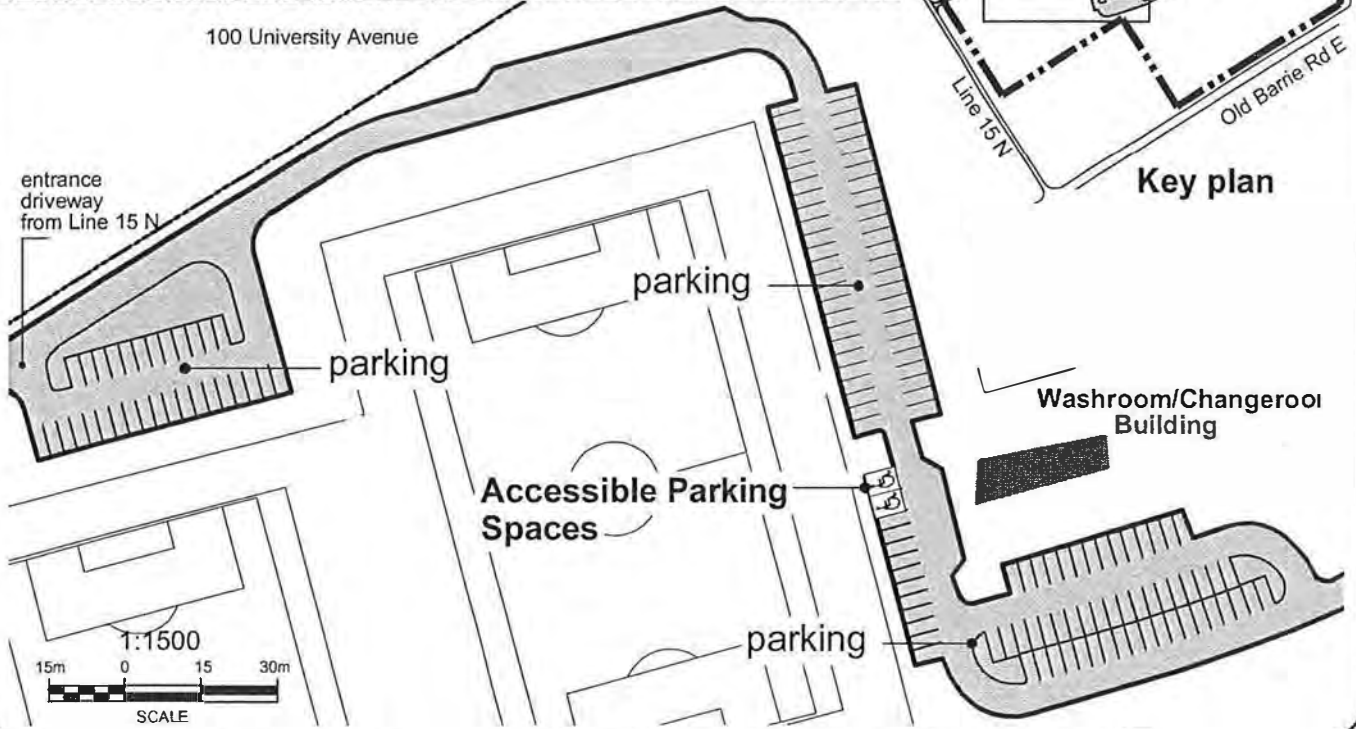 100 University Avenue
Line 15 N
Old Barrie Rd E
Key plan
entrance
driveway
from Line 15 N
parking
parking
Washroom/Changerooi
Building
Accessible Parking
Spaces
parking
1:1500
15m 0 15 30m
SCALE